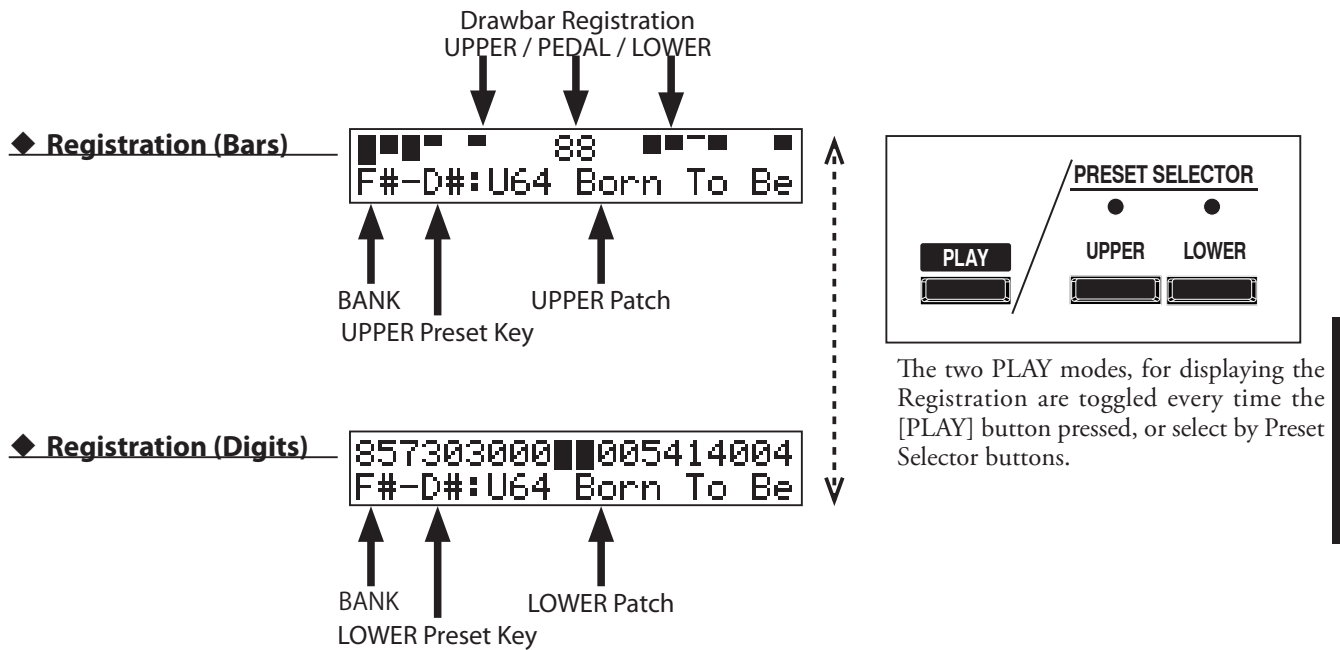 Drawbar Registration
UPPER / PEDAL / LOWER
◆ Registration (Bars)
88
F#-D#:U64 Born To Be
BANK
UPPER Patch
UPPER Preset Key
PRESET SELECTOR
PLAY
UPPER
LOWER
The two PLAY modes, for displaying the
Registration are toggled every time the
[PLAY] button pressed, or select by Preset
Selector buttons.
◆ Registration (Digits)
857303000██005414004
F#-D#:U64 Born To Be
BANK
LOWER Patch
LOWER Preset Key